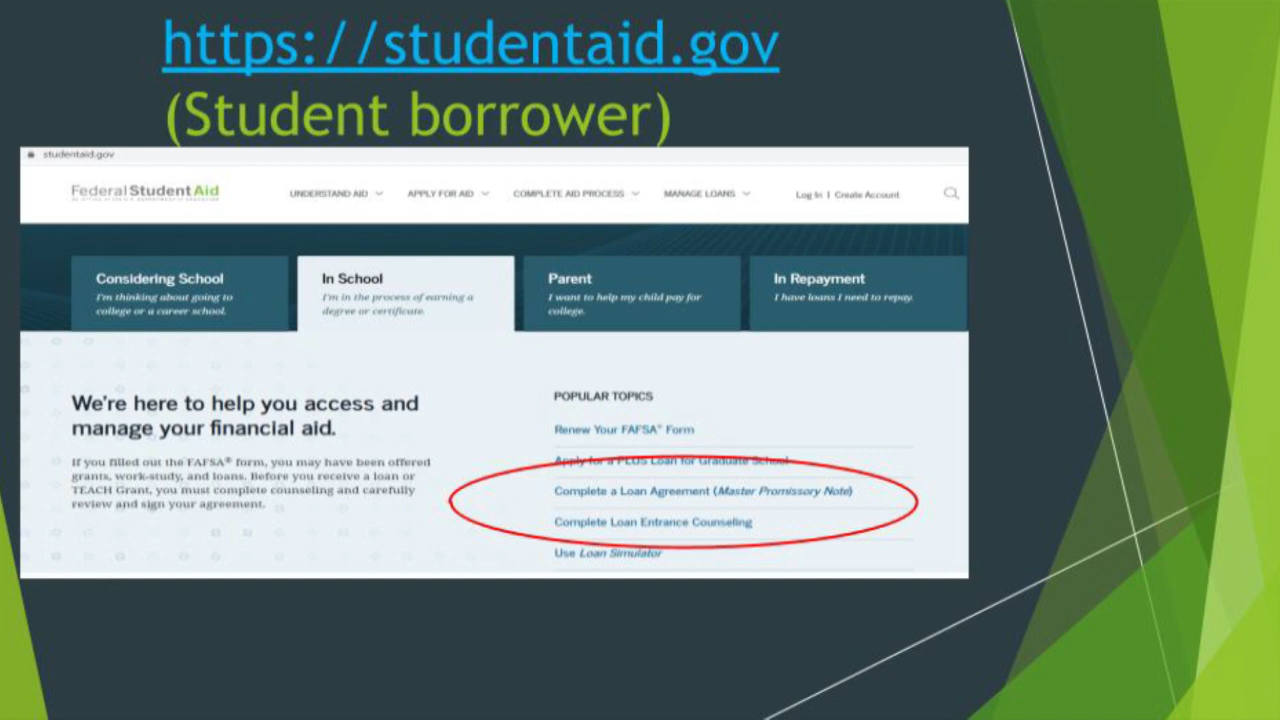 https://studentaid.gov
(Student borrower)
studentaid.gov
Federal Student Aid
UNDERSTAND AID
APPLY FOR AID
COMPLETE AID PROCESS
MANAGE LOANS
Log In | Create Account
Considering School
I'm thinking about going to
college or a career school.
In School
I'm in the process of earning a
degree or certificate.
Parent
I want to help my child pay for
college.
In Repayment
I have loans I need to repay.
We're here to help you access and
manage your financial aid.
If you filled out the FAFSA® form, you may have been offered
grants, work-study, and loans. Before you receive a loan or
TEACH Grant, you must complete counseling and carefully
review and sign your agreement.
POPULAR TOPICS
Renew Your FAFSA® Form
Apply for a PLUS Loan for Graduate School
Complete a Loan Agreement (Master Promissory Note)
Complete Loan Entrance Counseling
Use Loan Simulator